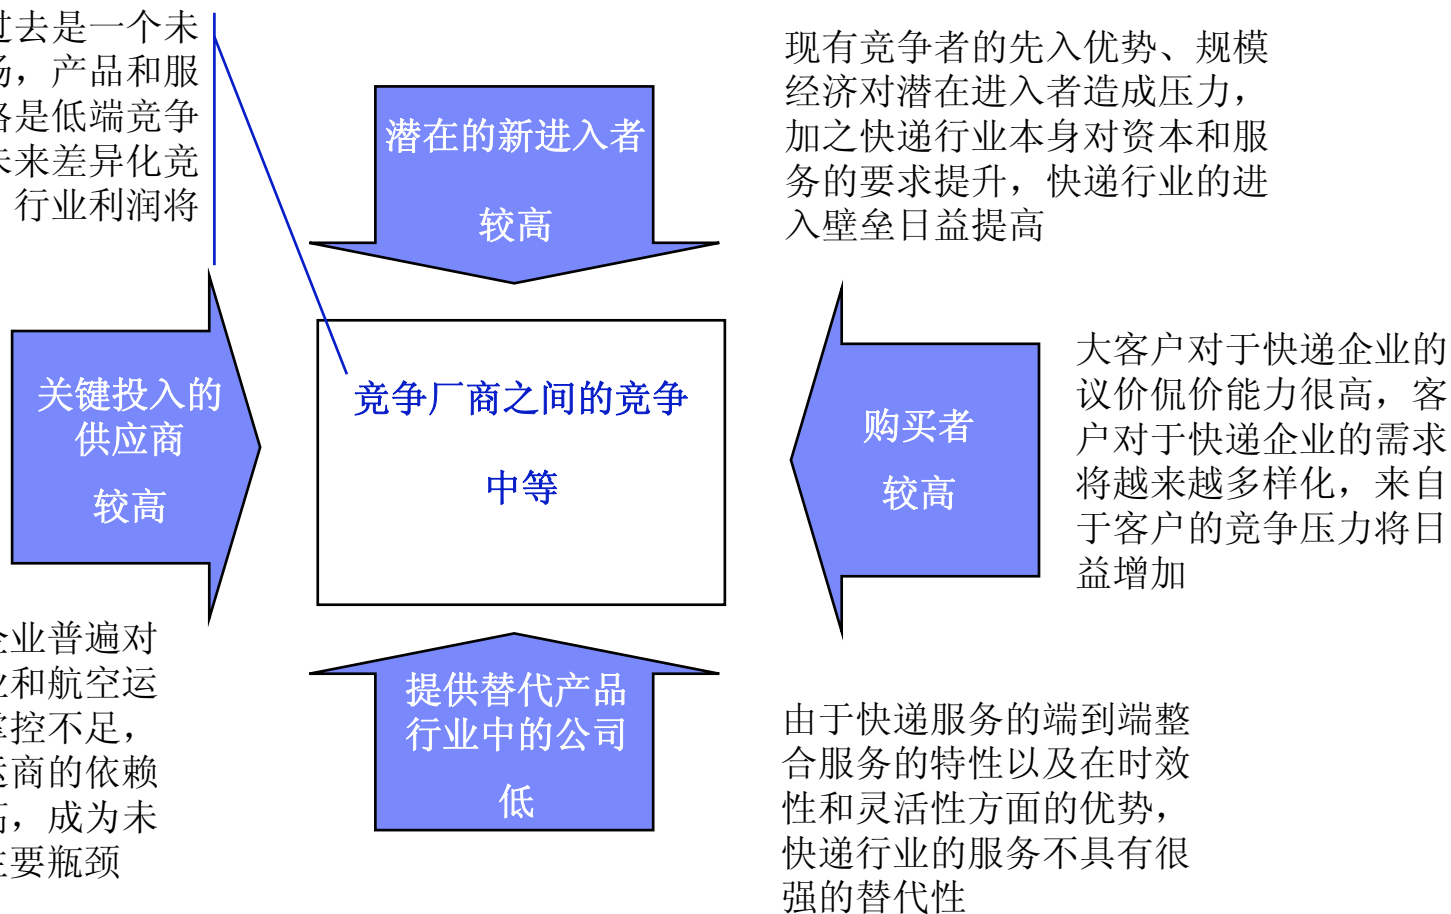 过去是一个未
场，产品和服
格是低端竞争
未来差异化竞
，行业利润将
潜在的新进入者
较高
现有竞争者的先入优势、规模
经济对潜在进入者造成压力，
加之快递行业本身对资本和服
务的要求提升，快递行业的进
入壁垒日益提高
关键投入的
供应商
较高
竞争厂商之间的竞争
中等
购买者
较高
大客户对于快递企业的
议价侃价能力很高，客
户对于快递企业的需求
将越来越多样化，来自
于客户的竞争压力将日
益增加
企业普遍对
业和航空运
掌控不足，
运商的依赖
高，成为未
主要瓶颈
提供替代产品
行业中的公司
低
由于快递服务的端到端整
合服务的特性以及在时效
性和灵活性方面的优势，
快递行业的服务不具有很
强的替代性